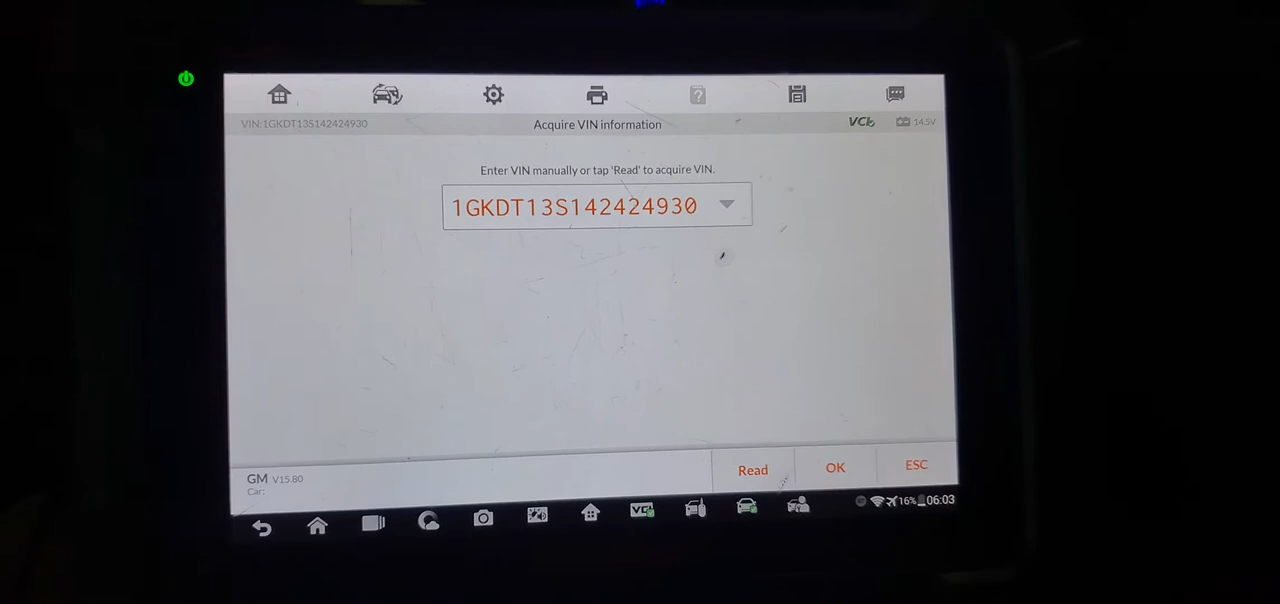 VIN:1GKDT13S142424930
Acquire VIN information
VCI
14.5V
Enter VIN manually or tap 'Read' to acquire VIN.
1GKDT13S142424930
GM V15.80
Car:
Read
OK
ESC
VCI
16%
06:03